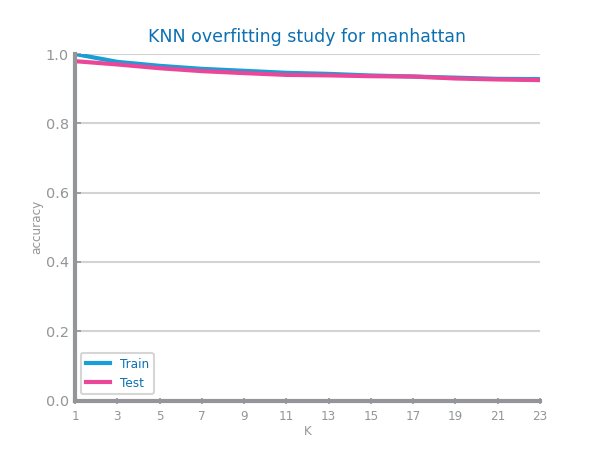 KNN overfitting study for manhattan
1.0
0.8
0.6
0.4
0.2
0.0
accuracy
Train
Test
1 3 5 7 9 11 13 15 17 19 21 23
K